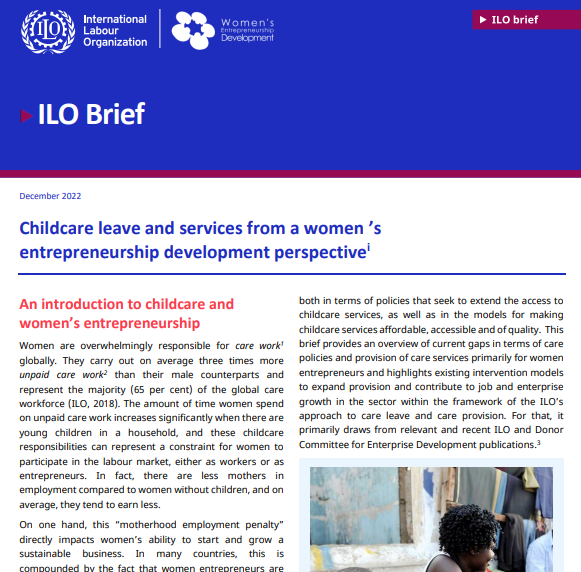 International
Labour
Organization
Women's
Entrepreneurship
Development
ILO brief
ILO Brief
December 2022
Childcare leave and services from a women ’s
entrepreneurship development perspectiveⁱ
An introduction to childcare and
women’s entrepreneurship
Women are overwhelmingly responsible for care work¹
globally. They carry out on average three times more
unpaid care work² than their male counterparts and
represent the majority (65 per cent) of the global care
workforce (ILO, 2018). The amount of time women spend
on unpaid care work increases significantly when there are
young children in a household, and these childcare
responsibilities can represent a constraint for women to
participate in the labour market, either as workers or as
entrepreneurs. In fact, there are less mothers in
employment compared to women without children, and on
average, they tend to earn less.
On one hand, this “motherhood employment penalty”
directly impacts women’s ability to start and grow a
sustainable business. In many countries, this is
compounded by the fact that women entrepreneurs are
both in terms of policies that seek to extend the access to
childcare services, as well as in the models for making
childcare services affordable, accessible and of quality. This
brief provides an overview of current gaps in terms of care
policies and provision of care services primarily for women
entrepreneurs and highlights existing intervention models
to expand provision and contribute to job and enterprise
growth in the sector within the framework of the ILO’s
approach to care leave and care provision. For that, it
primarily draws from relevant and recent ILO and Donor
Committee for Enterprise Development publications.³